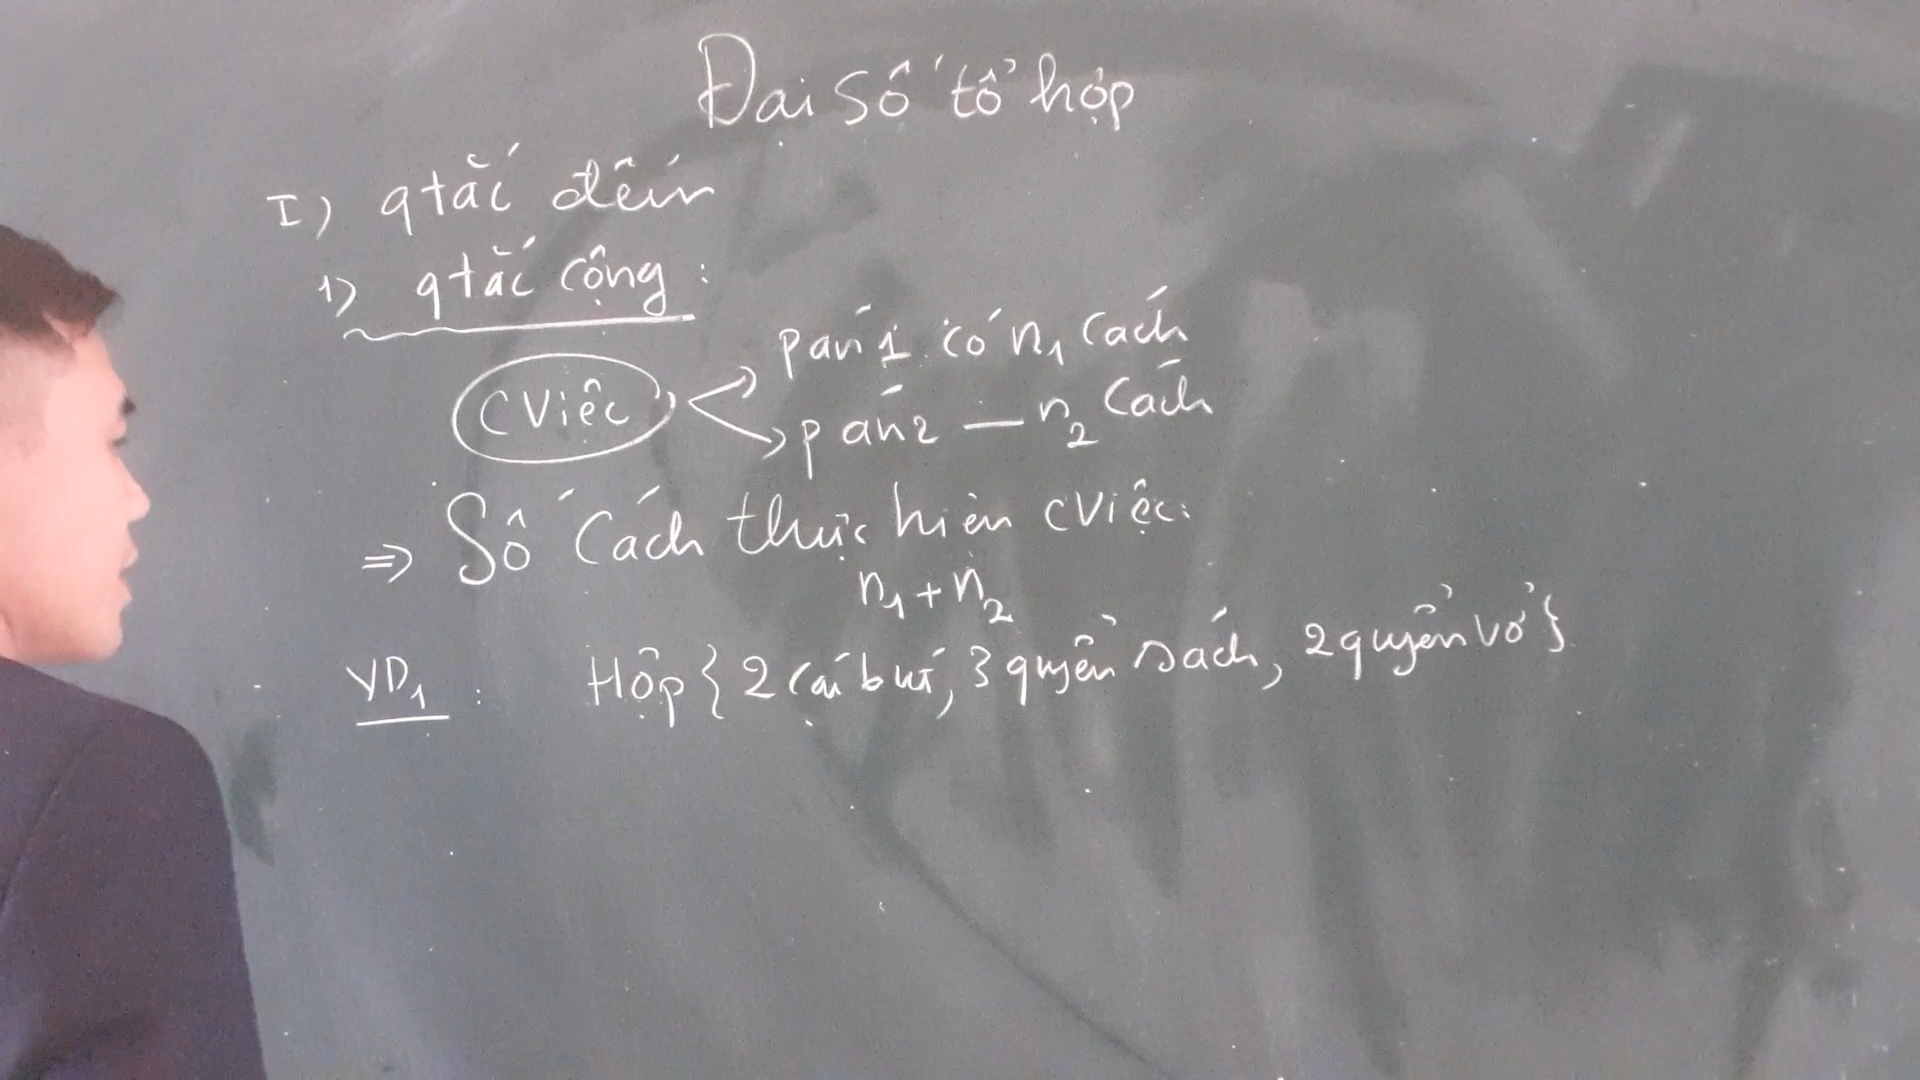 Đại số tổ hợp
I) qtắc đếm
1) qtắc cộng:
cviệc
pán 1 có n₁ cách
pán 2 — n₂ cách
⇒ Số cách thực hiện cviệc:
n₁ + n₂
VD₁: Hộp { 2 cái bút, 3 quyển sách, 2 quyển vở }